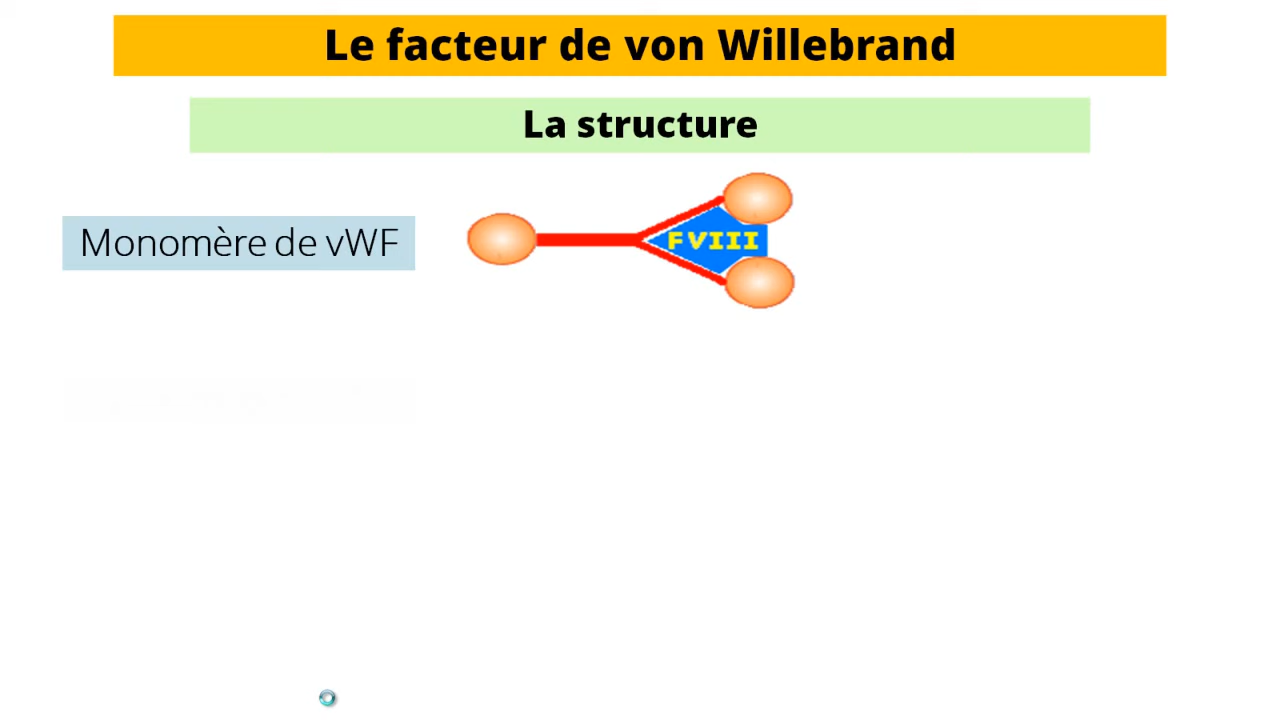 Le facteur de von Willebrand
La structure
Monomère de vWF
FVIII